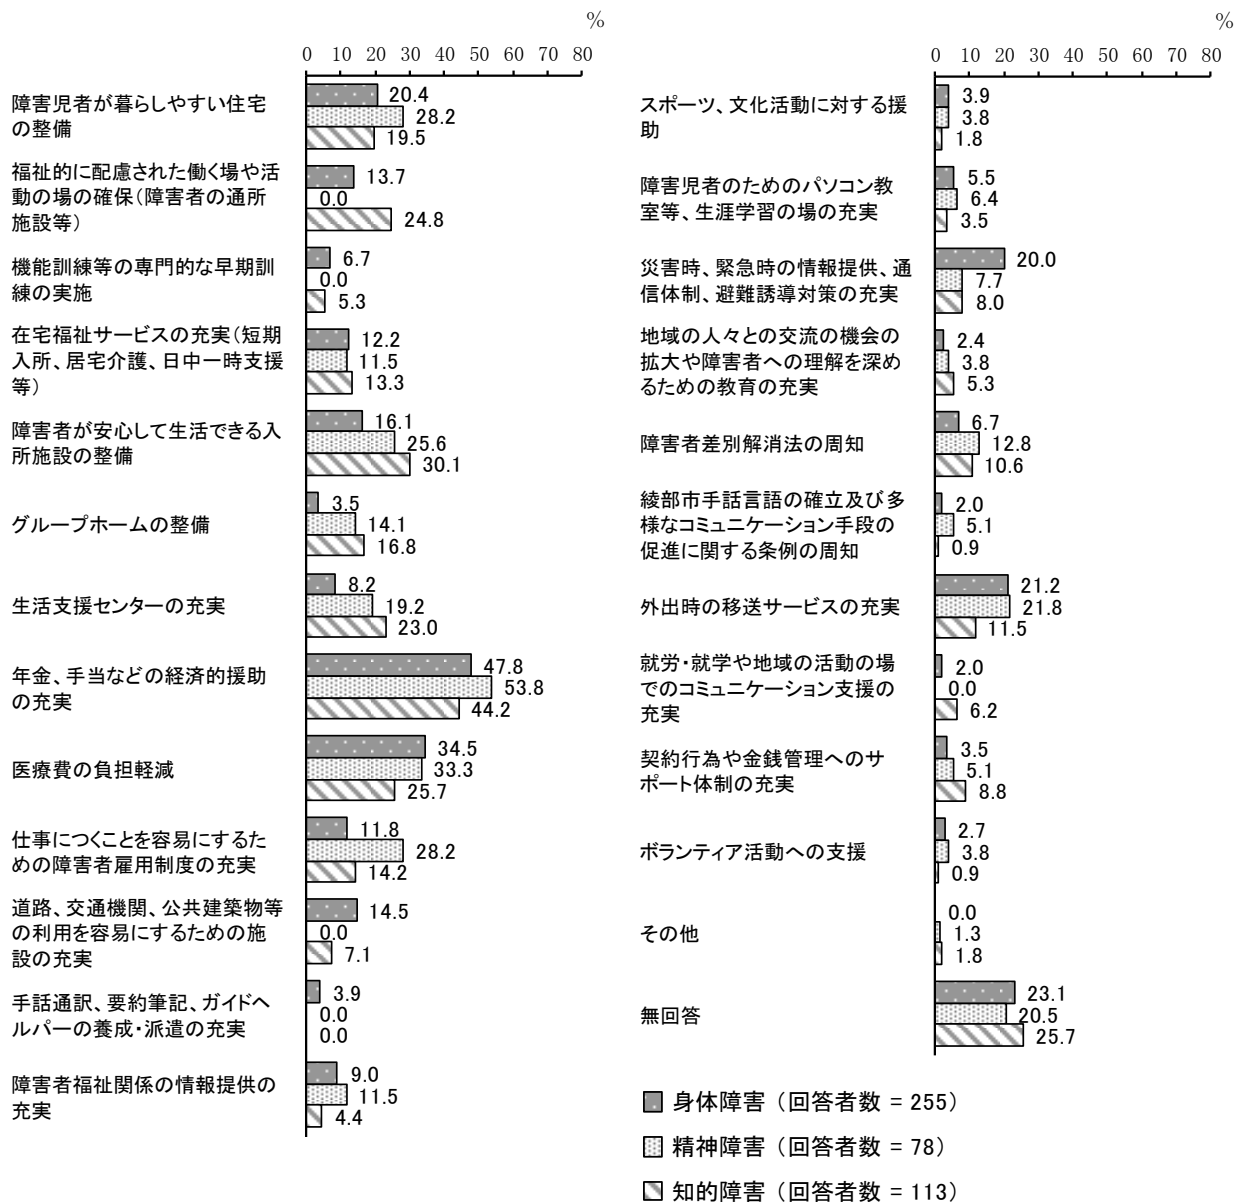 %
0 10 20 30 40 50 60 70 80
障害児者が暮らしやすい住宅
の整備
20.4
28.2
19.5
福祉的に配慮された働く場や活
動の場の確保（障害者の通所
施設等）
13.7
0.0
24.8
機能訓練等の専門的な早期訓
練の実施
6.7
0.0
5.3
在宅福祉サービスの充実（短期
入所、居宅介護、日中一時支援
等）
12.2
11.5
13.3
障害者が安心して生活できる入
所施設の整備
16.1
25.6
30.1
グループホームの整備
3.5
14.1
16.8
生活支援センターの充実
8.2
19.2
23.0
年金、手当などの経済的援助
の充実
47.8
53.8
44.2
医療費の負担軽減
34.5
33.3
25.7
仕事につくことを容易にするた
めの障害者雇用制度の充実
11.8
28.2
14.2
道路、交通機関、公共建築物等
の利用を容易にするための施
設の充実
14.5
0.0
7.1
手話通訳、要約筆記、ガイドヘ
ルパーの養成・派遣の充実
3.9
0.0
0.0
障害者福祉関係の情報提供の
充実
9.0
11.5
4.4
%
0 10 20 30 40 50 60 70 80
スポーツ、文化活動に対する援
助
3.9
3.8
1.8
障害児者のためのパソコン教
室等、生涯学習の場の充実
5.5
6.4
3.5
災害時、緊急時の情報提供、通
信体制、避難誘導対策の充実
20.0
7.7
8.0
地域の人々との交流の機会の
拡大や障害者への理解を深め
るための教育の充実
2.4
3.8
5.3
障害者差別解消法の周知
6.7
12.8
10.6
綾部市手話言語の確立及び多
様なコミュニケーション手段の
促進に関する条例の周知
2.0
5.1
0.9
外出時の移送サービスの充実
21.2
21.8
11.5
就労・就学や地域の活動の場
でのコミュニケーション支援の
充実
2.0
0.0
6.2
契約行為や金銭管理へのサ
ポート体制の充実
3.5
5.1
8.8
ボランティア活動への支援
2.7
3.8
0.9
その他
0.0
1.3
1.8
無回答
23.1
20.5
25.7
身体障害（回答者数 = 255）
精神障害（回答者数 = 78）
知的障害（回答者数 = 113）